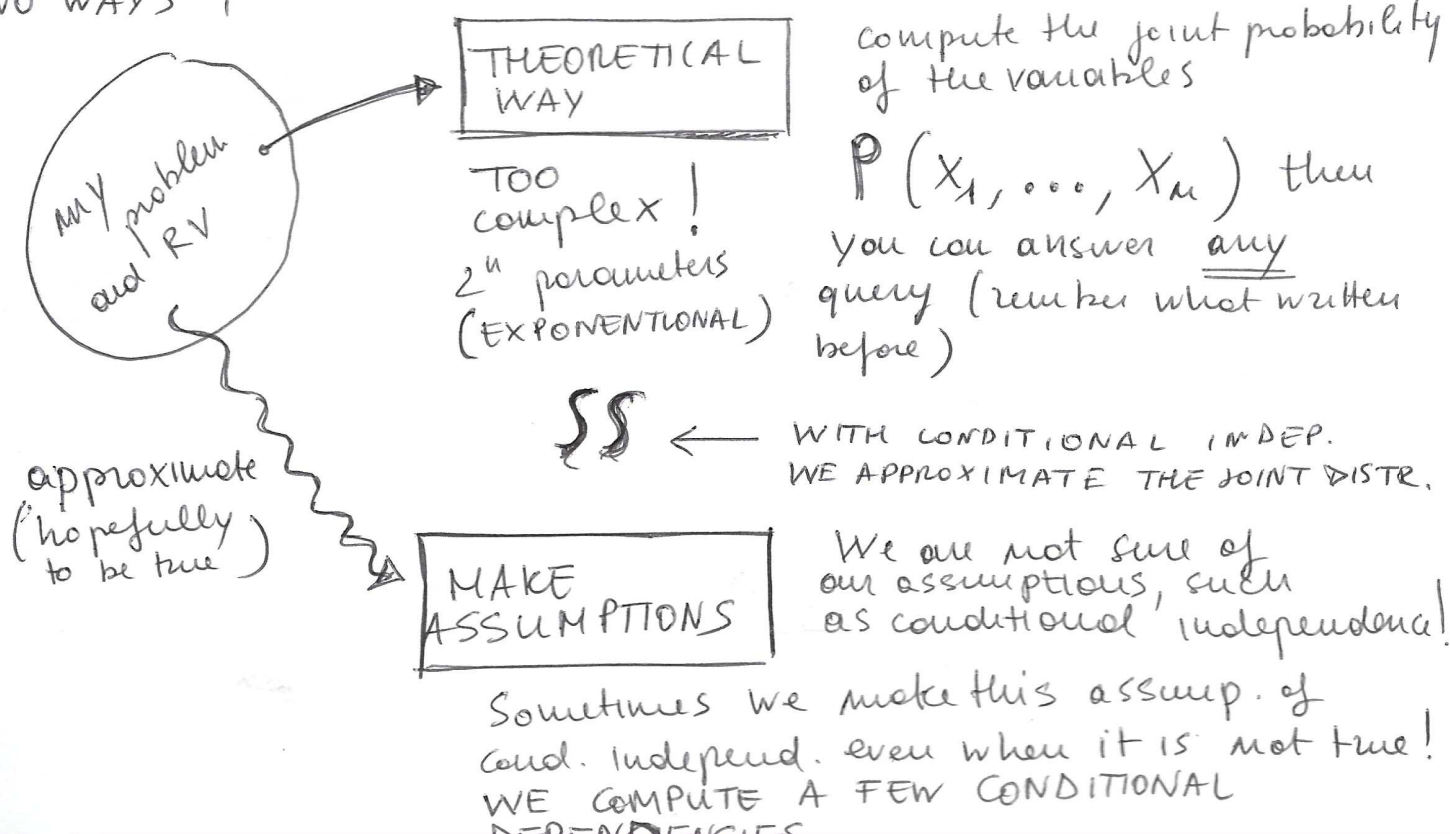 TWO WAYS
my problem
and RV
THEORETICAL
WAY
compute the joint probability
of the variables
TOO
complex!
2^n parameters
(EXPONENTIONAL)
P(X1, ..., Xn) then
you can answer any
query (remeber what written
before)
SS ← WITH CONDITIONAL INDEP.
WE APPROXIMATE THE JOINT DISTR.
approximate
(hopefully
to be true)
MAKE
ASSUMPTIONS
We are not sure of
our assumptions, such
as conditional independence!
Sometimes we make this assump. of
cond. independ. even when it is not true!
WE COMPUTE A FEW CONDITIONAL
DEPENDENCIES